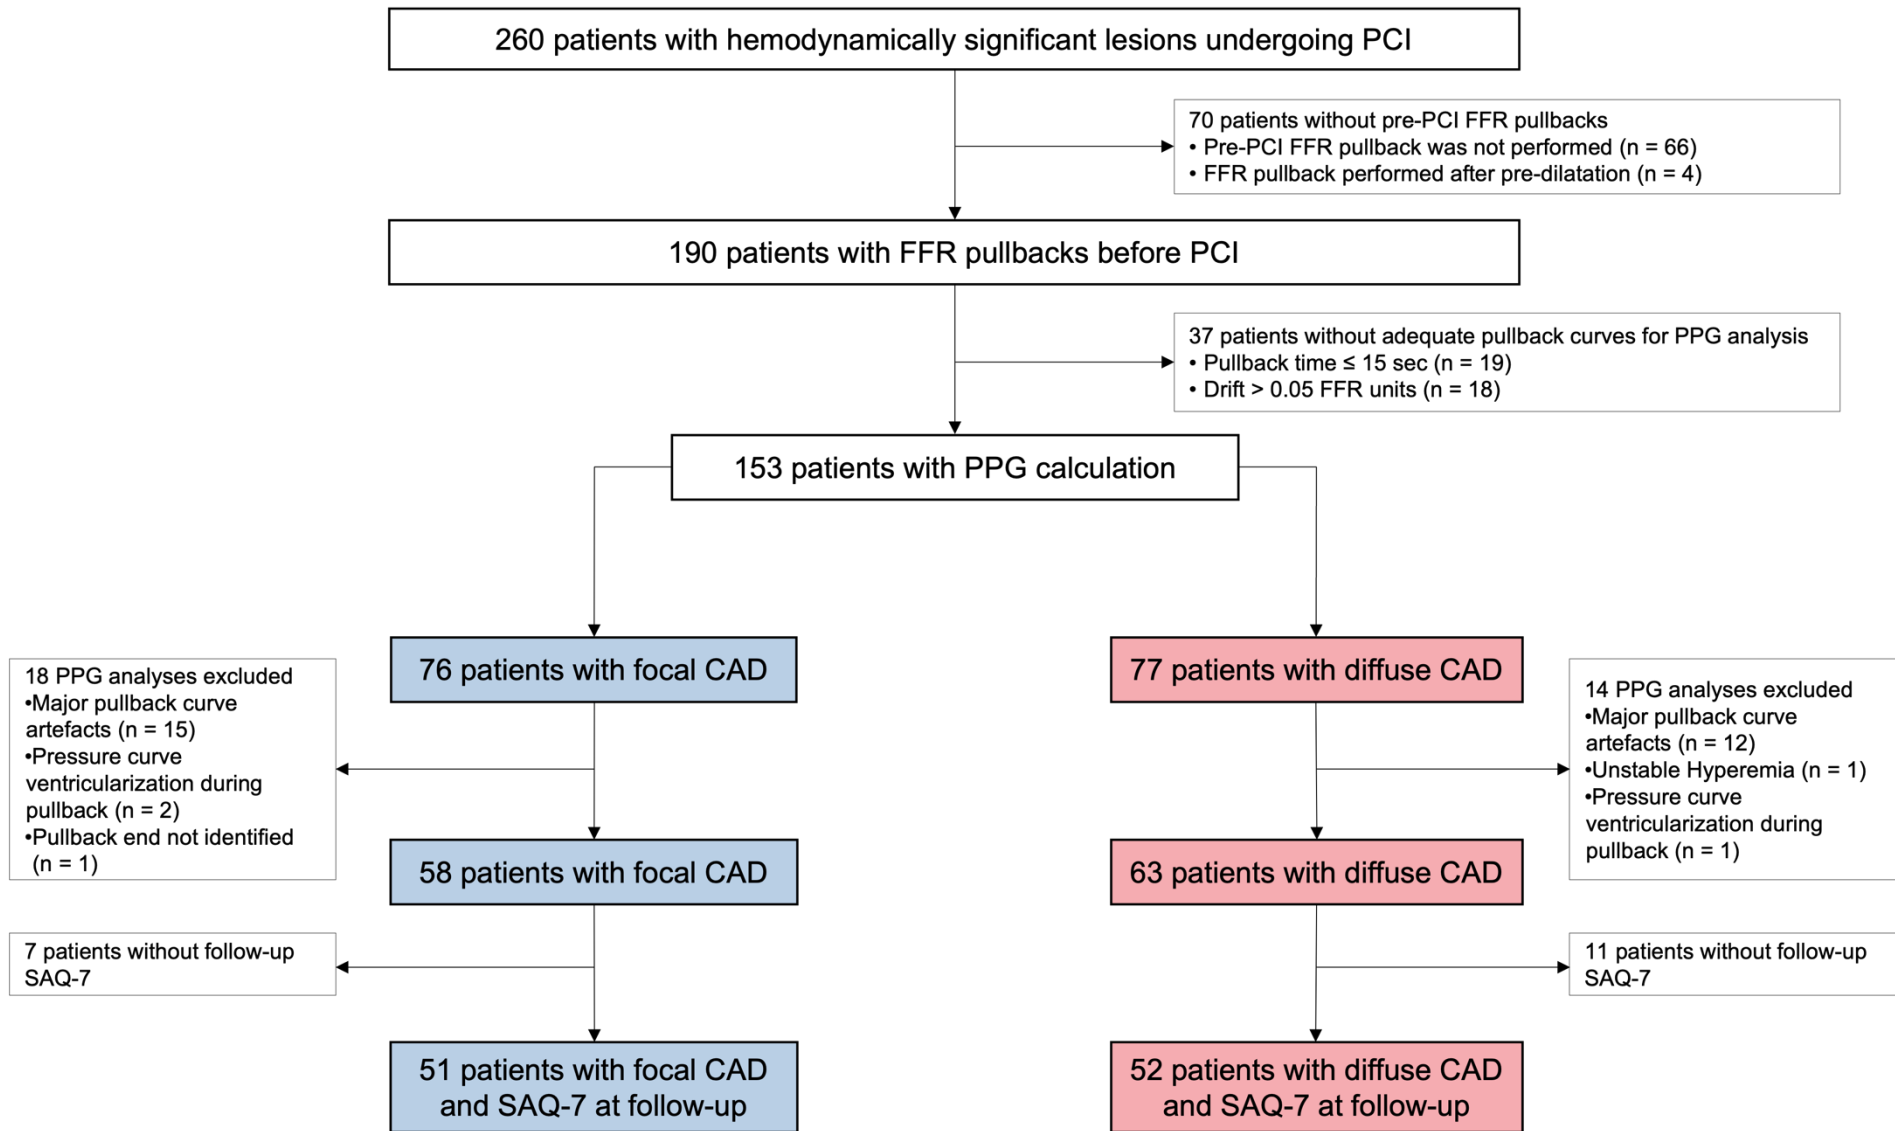 260 patients with hemodynamically significant lesions undergoing PCI
70 patients without pre-PCI FFR pullbacks
• Pre-PCI FFR pullback was not performed (n = 66)
• FFR pullback performed after pre-dilatation (n = 4)
190 patients with FFR pullbacks before PCI
37 patients without adequate pullback curves for PPG analysis
• Pullback time ≤ 15 sec (n = 19)
• Drift > 0.05 FFR units (n = 18)
153 patients with PPG calculation
76 patients with focal CAD
77 patients with diffuse CAD
18 PPG analyses excluded
•Major pullback curve
artefacts (n = 15)
•Pressure curve
ventricularization during
pullback (n = 2)
•Pullback end not identified
(n = 1)
14 PPG analyses excluded
•Major pullback curve
artefacts (n = 12)
•Unstable Hyperemia (n = 1)
•Pressure curve
ventricularization during
pullback (n = 1)
58 patients with focal CAD
63 patients with diffuse CAD
7 patients without follow-up
SAQ-7
11 patients without follow-up
SAQ-7
51 patients with focal CAD
and SAQ-7 at follow-up
52 patients with diffuse CAD
and SAQ-7 at follow-up